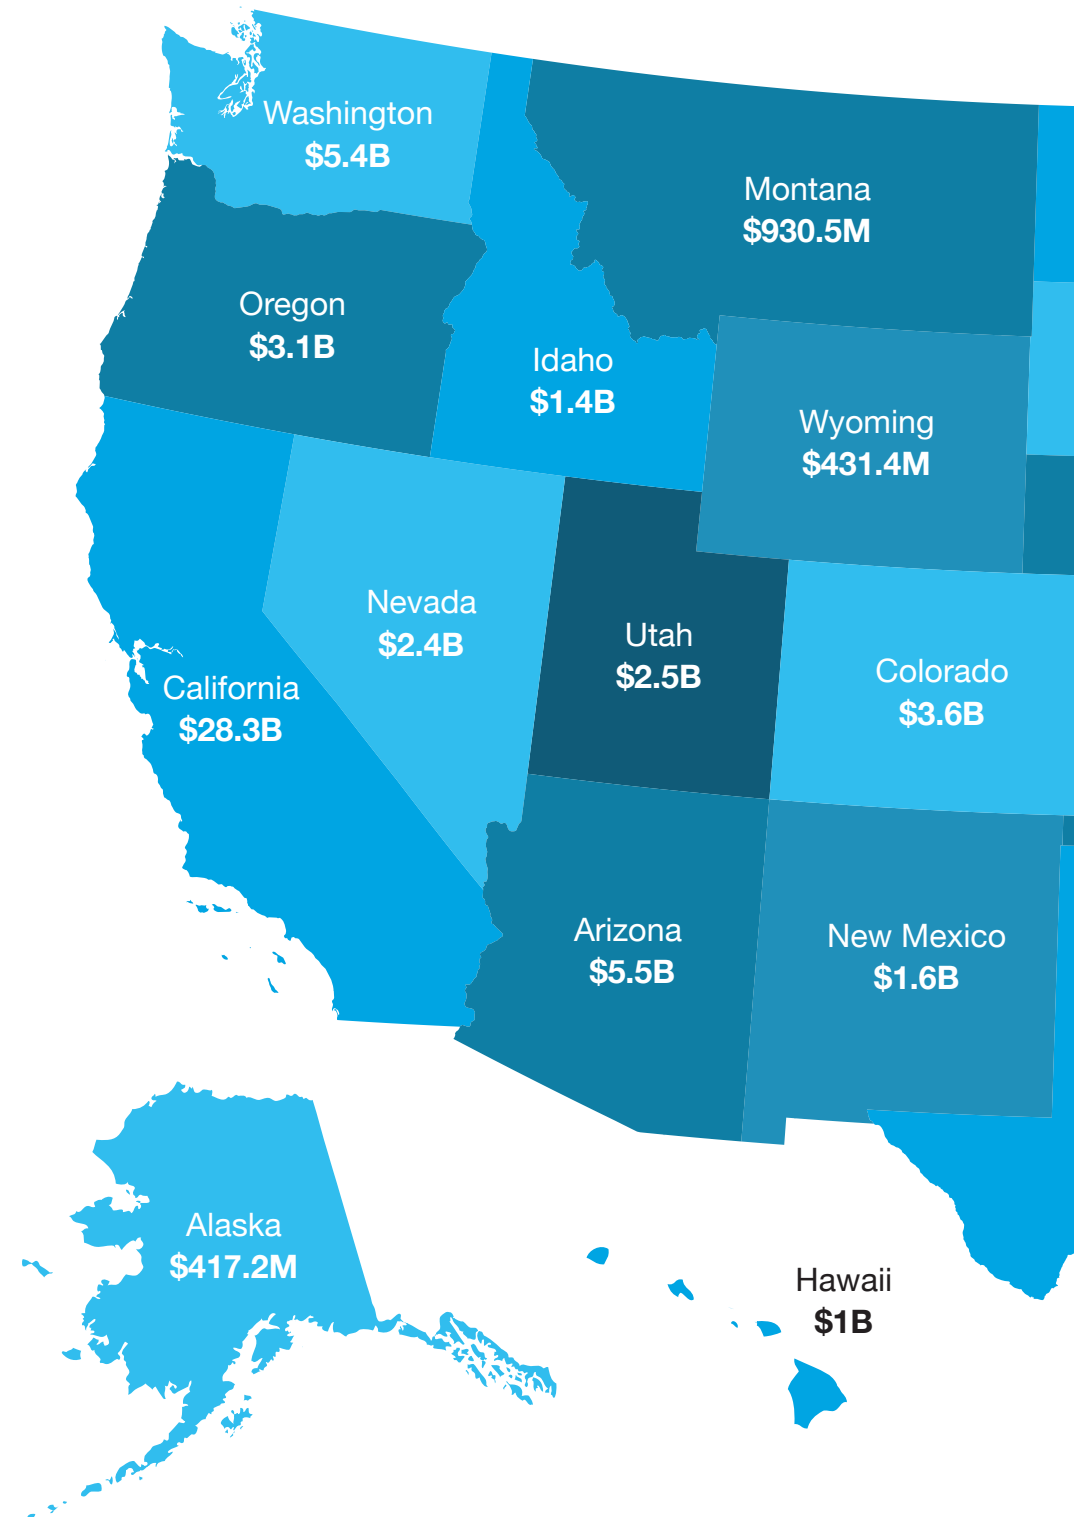 Washington
$5.4B
Montana
$930.5M
Oregon
$3.1B
Idaho
$1.4B
Wyoming
$431.4M
Nevada
$2.4B
Utah
$2.5B
Colorado
$3.6B
California
$28.3B
Arizona
$5.5B
New Mexico
$1.6B
Alaska
$417.2M
Hawaii
$1B